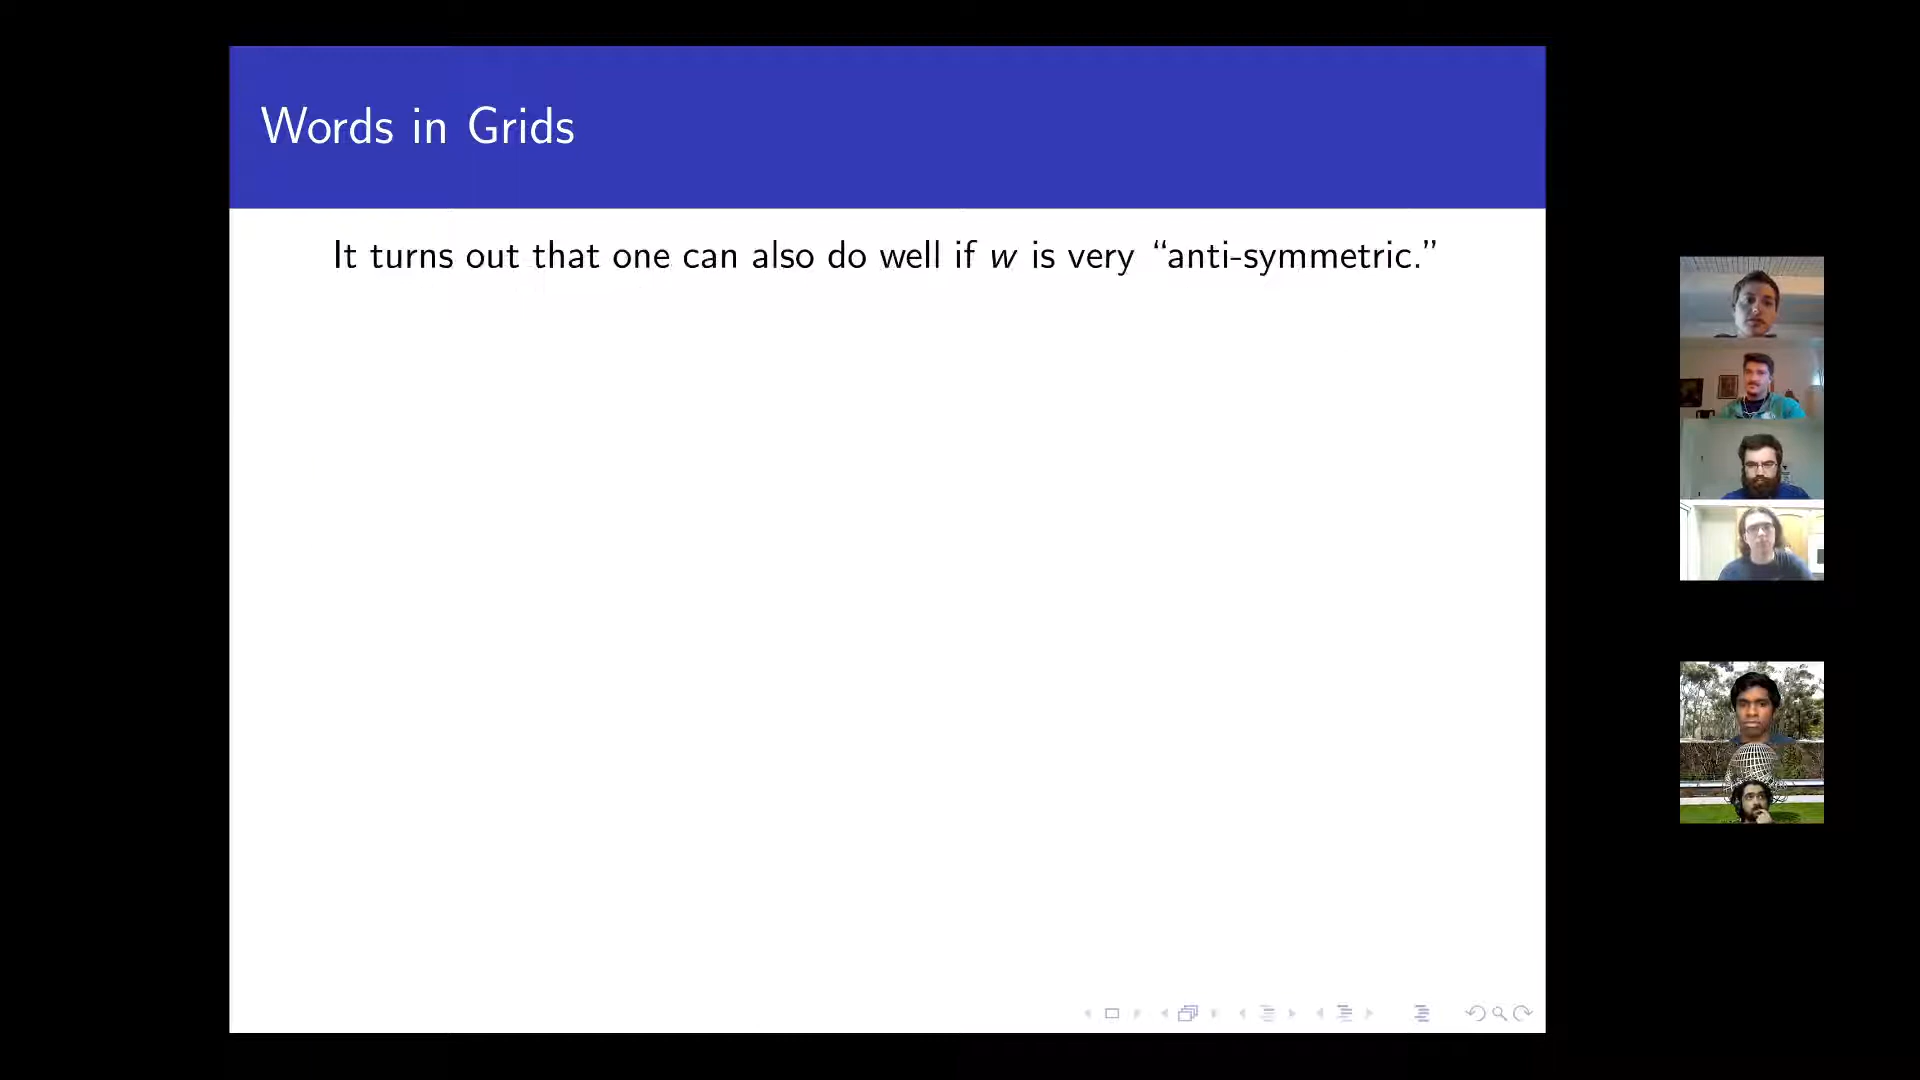 Words in Grids
It turns out that one can also do well if w is very “anti-symmetric.”